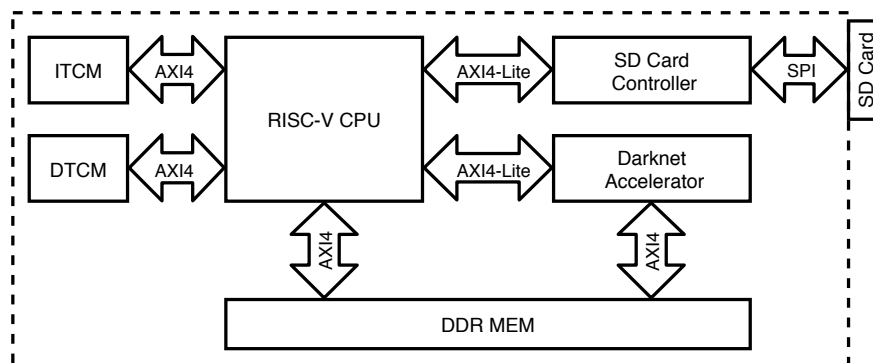 ITCM
AXI4
RISC-V CPU
AXI4-Lite
SD Card
Controller
SPI
SD Card
DTCM
AXI4
AXI4-Lite
Darknet
Accelerator
AXI4
AXI4
DDR MEM